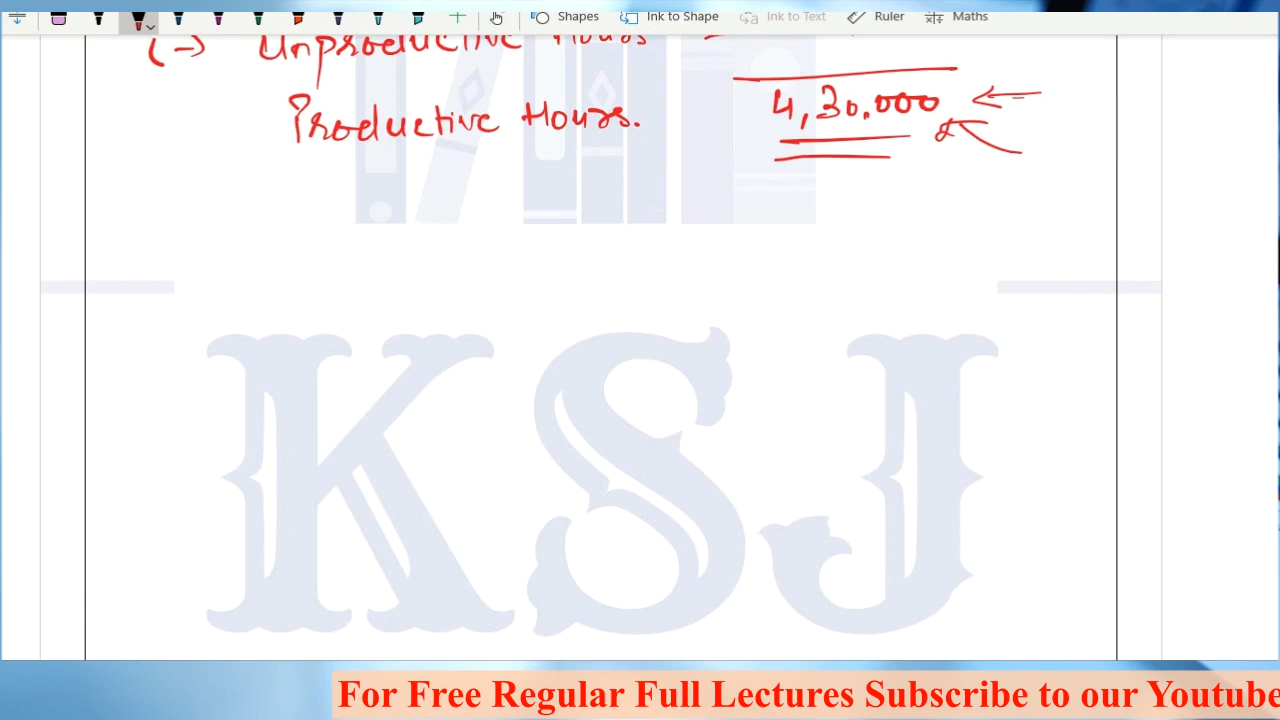 Shapes Ink to Shape Ink to Text Ruler Maths
(-) Unproductive Hours
Productive Hours. 4,30,000
KSJ
For Free Regular Full Lectures Subscribe to our Youtube